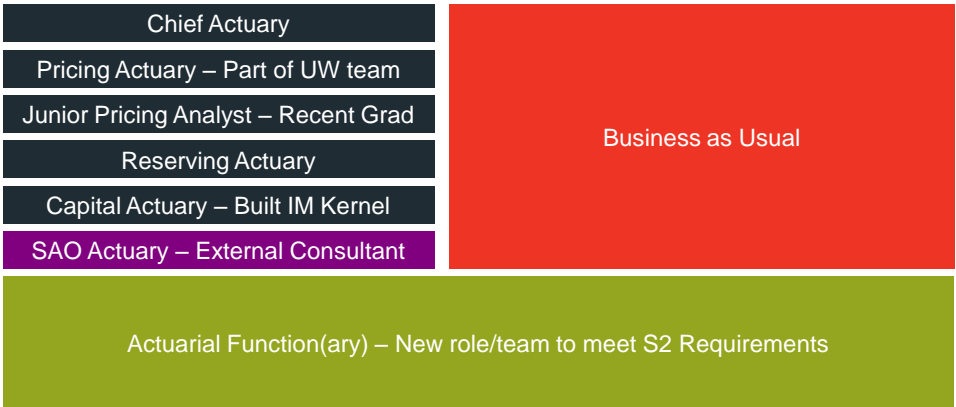 Chief Actuary
Pricing Actuary – Part of UW team
Junior Pricing Analyst – Recent Grad
Reserving Actuary
Capital Actuary – Built IM Kernel
SAO Actuary – External Consultant
Business as Usual
Actuarial Function(ary) – New role/team to meet S2 Requirements